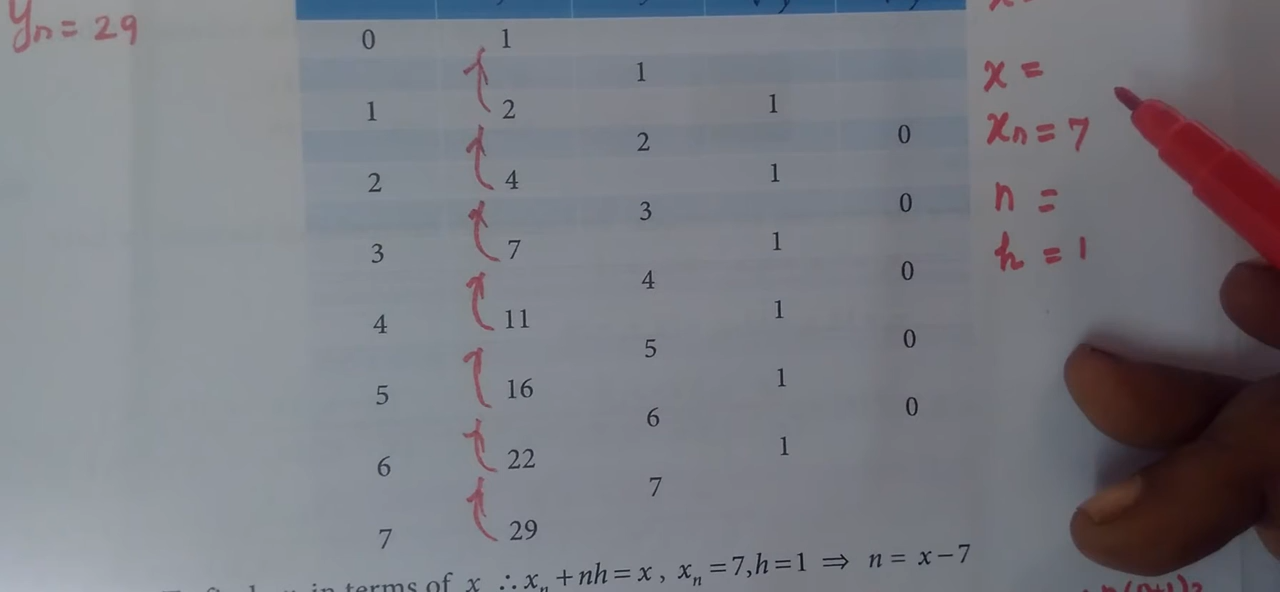 yn = 29
0 1
1
x =
1 2 1
xn = 7
2 0
2 4 1
n =
3 0
3 7 1
h = 1
4 0
4 11 1
5 0
5 16 1
6 0
6 22 1
7
7 29
in terms of x ∴ xn + nh = x, xn = 7, h = 1 ⇒ n = x − 7